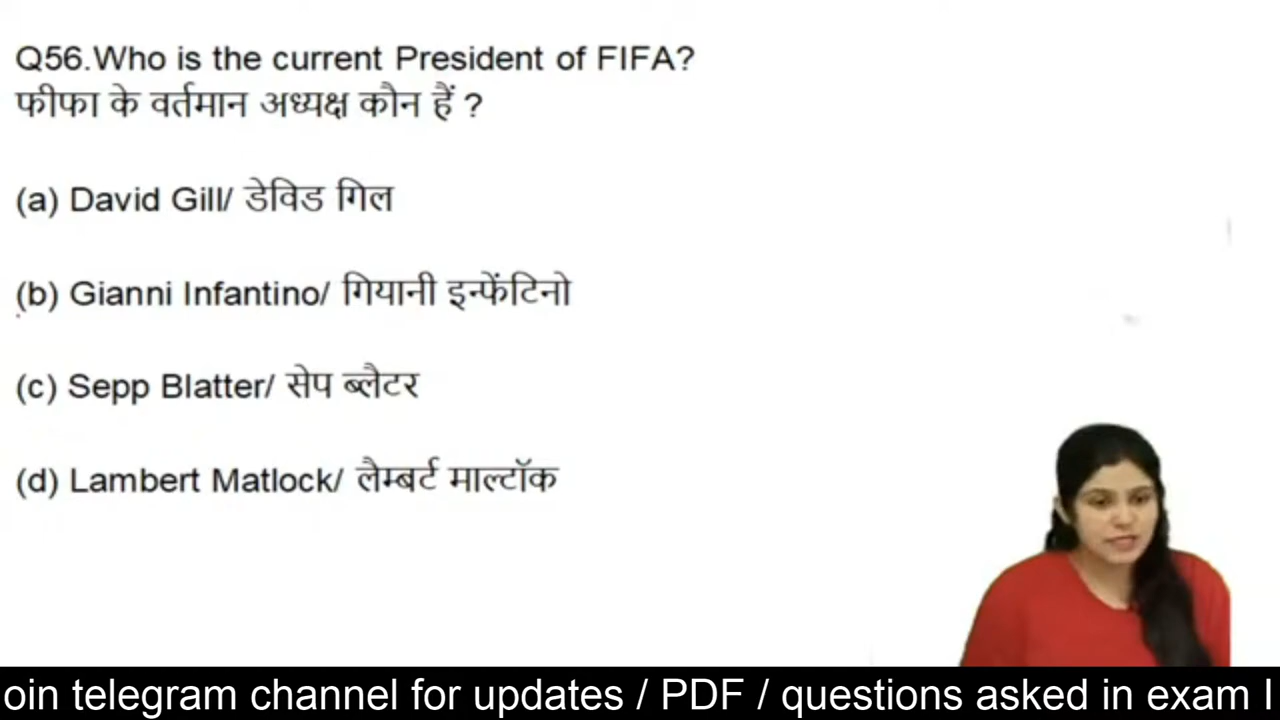 Q56.Who is the current President of FIFA?
फीफा के वर्तमान अध्यक्ष कौन हैं ?
(a) David Gill/ डेविड गिल
(b) Gianni Infantino/ गियानी इन्फेंटिनो
(c) Sepp Blatter/ सेप ब्लैटर
(d) Lambert Matlock/ लैम्बर्ट माल्टॉक
oin telegram channel for updates / PDF / questions asked in exam I